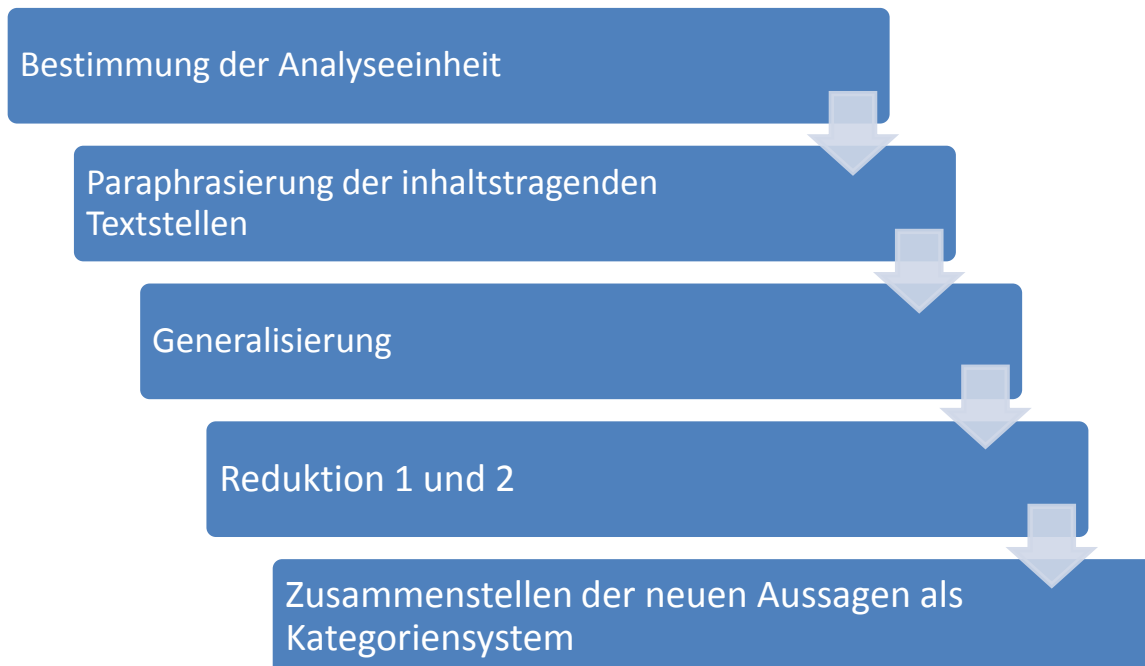 Bestimmung der Analyseeinheit
Paraphrasierung der inhaltstragenden
Textstellen
Generalisierung
Reduktion 1 und 2
Zusammenstellen der neuen Aussagen als
Kategoriensystem